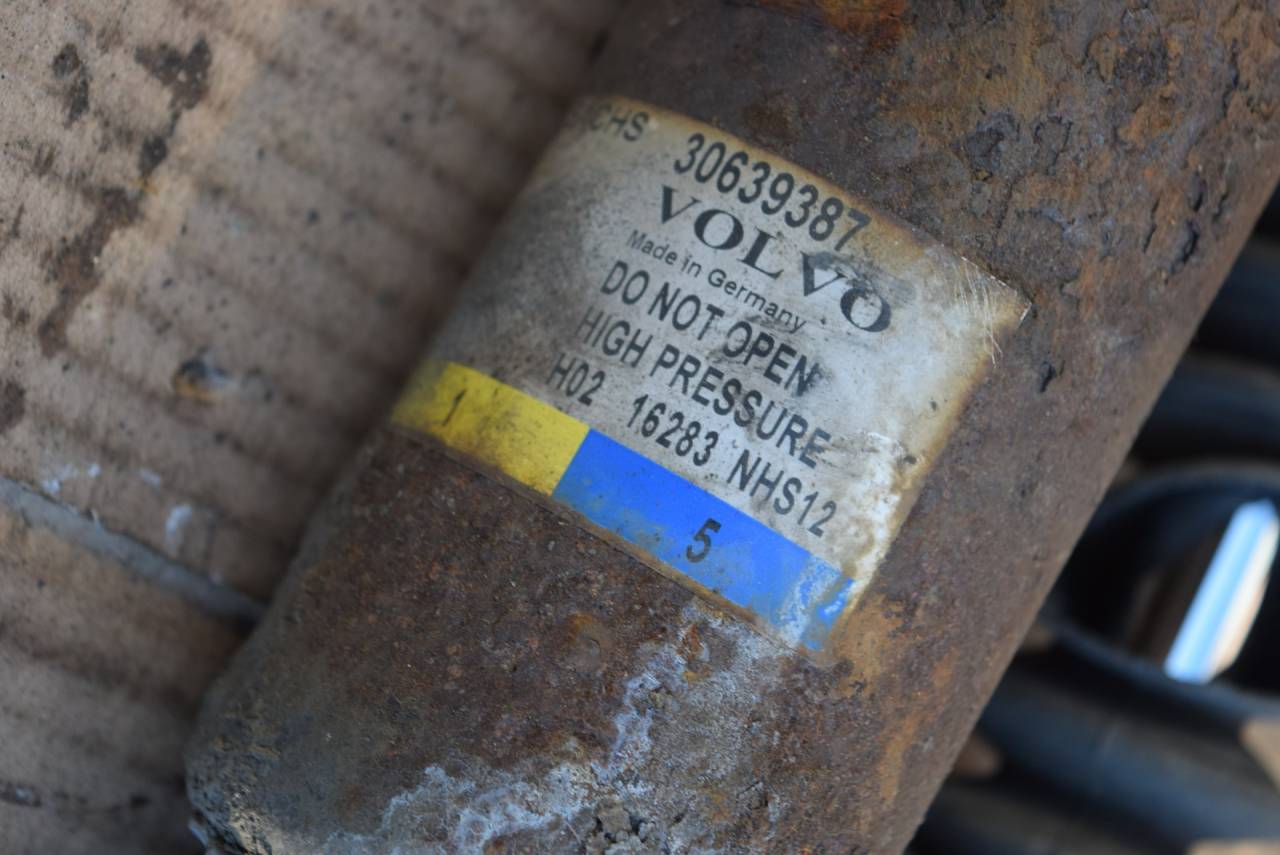 CHS 30639387
VOLVO
Made in Germany
DO NOT OPEN
HIGH PRESSURE
H02 16283 NHS12
1 5